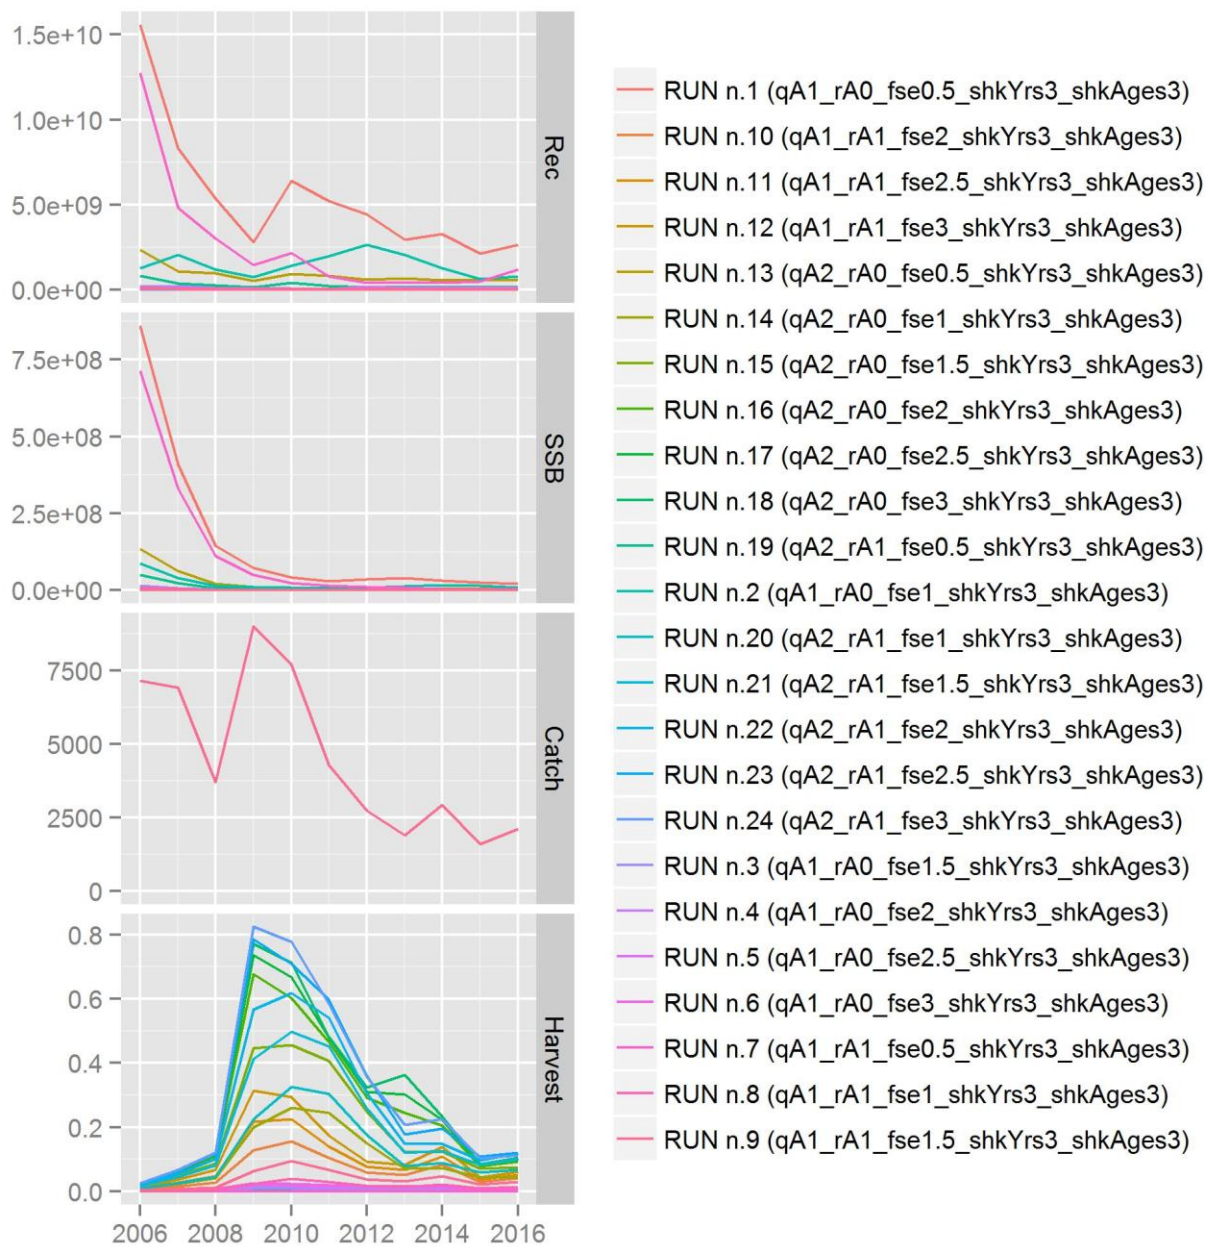 1.5e+10
1.0e+10
5.0e+09
0.0e+00
Rec
7.5e+08
5.0e+08
2.5e+08
0.0e+00
SSB
7500
5000
2500
0
Catch
0.8
0.6
0.4
0.2
0.0
Harvest
2006 2008 2010 2012 2014 2016
RUN n.1 (qA1_rA0_fse0.5_shkYrs3_shkAges3)
RUN n.10 (qA1_rA1_fse2_shkYrs3_shkAges3)
RUN n.11 (qA1_rA1_fse2.5_shkYrs3_shkAges3)
RUN n.12 (qA1_rA1_fse3_shkYrs3_shkAges3)
RUN n.13 (qA2_rA0_fse0.5_shkYrs3_shkAges3)
RUN n.14 (qA2_rA0_fse1_shkYrs3_shkAges3)
RUN n.15 (qA2_rA0_fse1.5_shkYrs3_shkAges3)
RUN n.16 (qA2_rA0_fse2_shkYrs3_shkAges3)
RUN n.17 (qA2_rA0_fse2.5_shkYrs3_shkAges3)
RUN n.18 (qA2_rA0_fse3_shkYrs3_shkAges3)
RUN n.19 (qA2_rA1_fse0.5_shkYrs3_shkAges3)
RUN n.2 (qA1_rA0_fse1_shkYrs3_shkAges3)
RUN n.20 (qA2_rA1_fse1_shkYrs3_shkAges3)
RUN n.21 (qA2_rA1_fse1.5_shkYrs3_shkAges3)
RUN n.22 (qA2_rA1_fse2_shkYrs3_shkAges3)
RUN n.23 (qA2_rA1_fse2.5_shkYrs3_shkAges3)
RUN n.24 (qA2_rA1_fse3_shkYrs3_shkAges3)
RUN n.3 (qA1_rA0_fse1.5_shkYrs3_shkAges3)
RUN n.4 (qA1_rA0_fse2_shkYrs3_shkAges3)
RUN n.5 (qA1_rA0_fse2.5_shkYrs3_shkAges3)
RUN n.6 (qA1_rA0_fse3_shkYrs3_shkAges3)
RUN n.7 (qA1_rA1_fse0.5_shkYrs3_shkAges3)
RUN n.8 (qA1_rA1_fse1_shkYrs3_shkAges3)
RUN n.9 (qA1_rA1_fse1.5_shkYrs3_shkAges3)